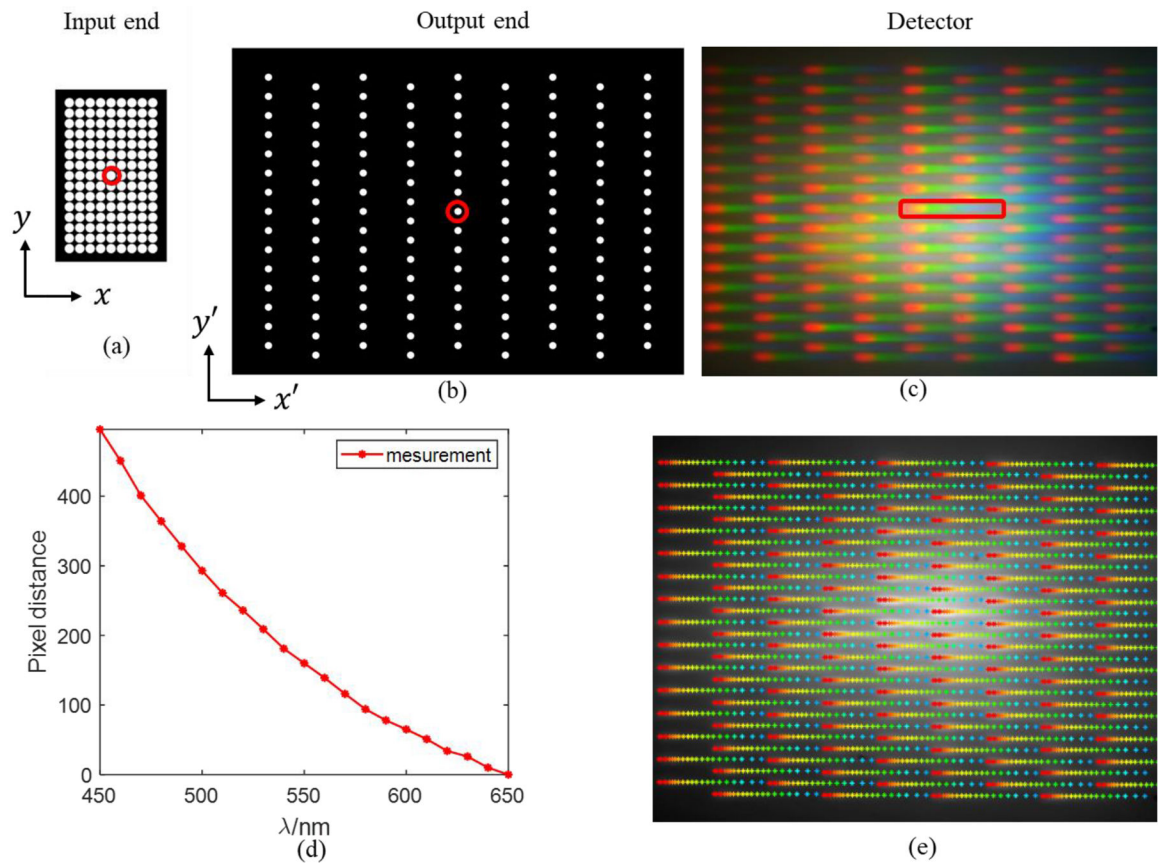 Input end
Output end
Detector
y
x
(a)
y'
x'
(b)
(c)
mesurement
Pixel distance
400
300
200
100
0
450
500
550
600
650
λ/nm
(d)
(e)